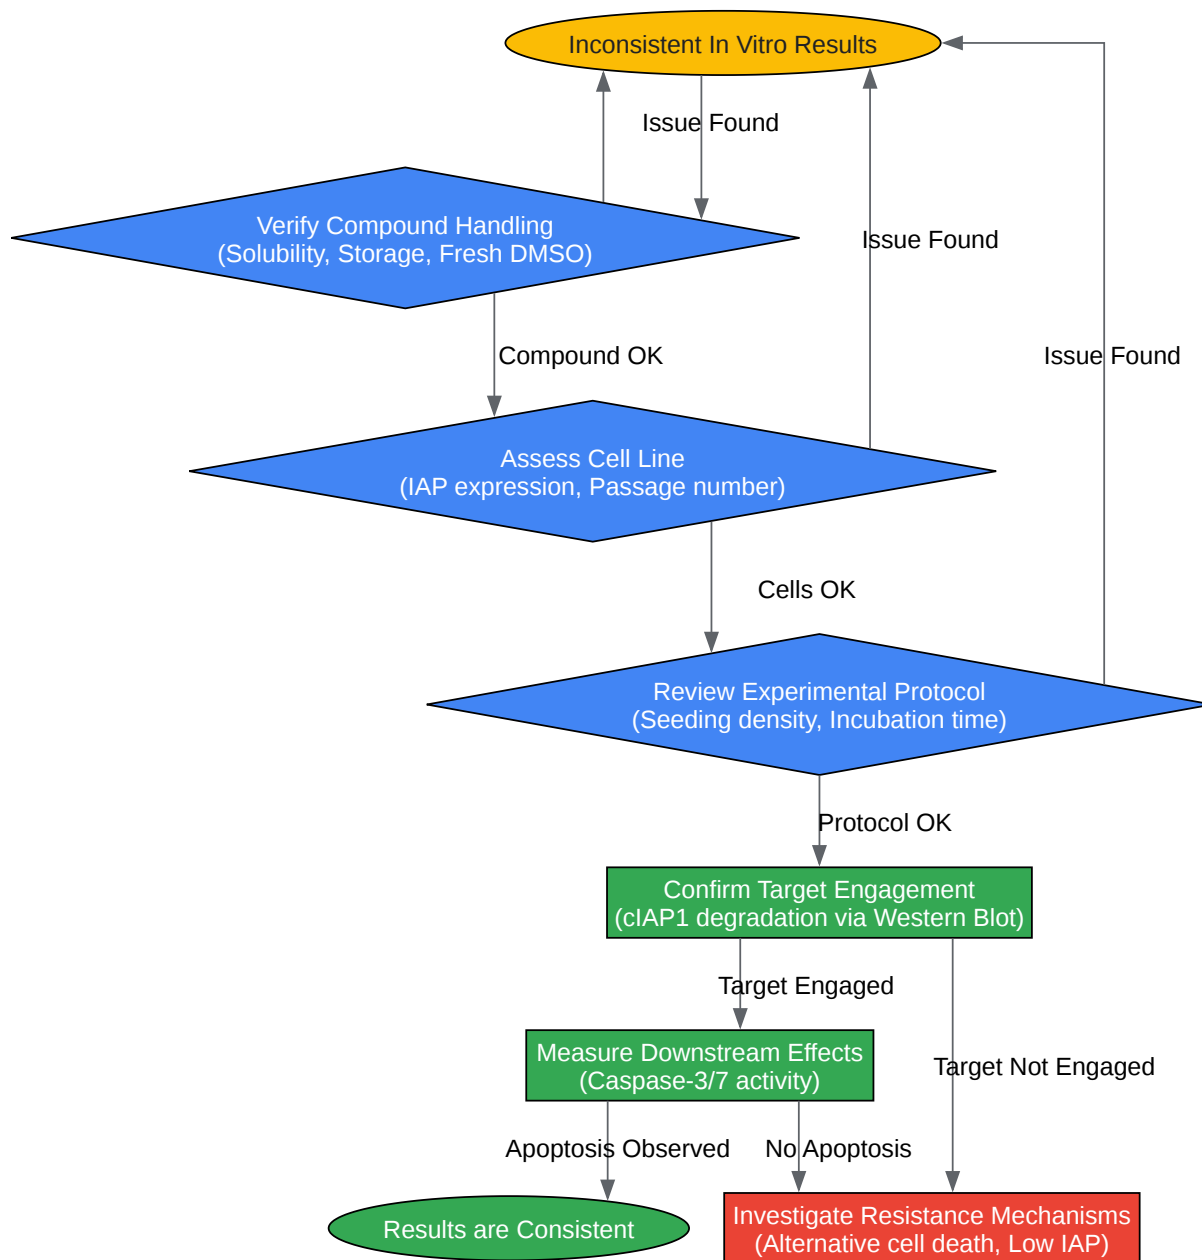 Inconsistent In Vitro Results
Issue Found
Verify Compound Handling
(Solubility, Storage, Fresh DMSO)
Issue Found
Compound OK
Issue Found
Assess Cell Line
(IAP expression, Passage number)
Cells OK
Review Experimental Protocol
(Seeding density, Incubation time)
Protocol OK
Confirm Target Engagement
(cIAP1 degradation via Western Blot)
Target Engaged
Measure Downstream Effects
(Caspase-3/7 activity)
Target Not Engaged
Apoptosis Observed
No Apoptosis
Results are Consistent
Investigate Resistance Mechanisms
(Alternative cell death, Low IAP)